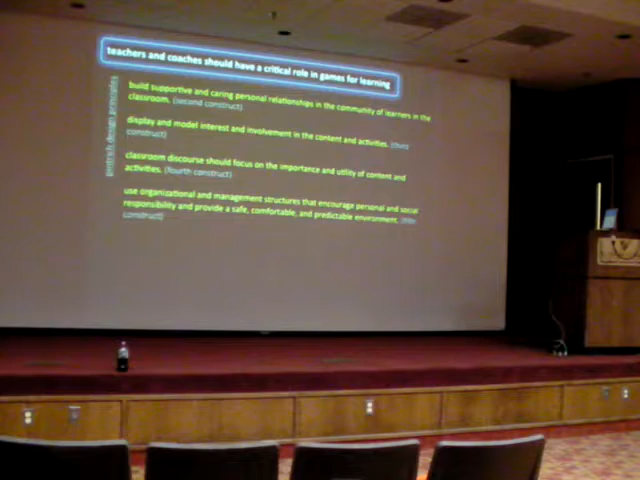 teachers and coaches should have a critical role in games for learning
pintrich design principles
build supportive and caring personal relationships in the community of learners in the
classroom. (second construct)
display and model interest and involvement in the content and activities. (third
construct)
classroom discourse should focus on the importance and utility of content and
activities. (fourth construct)
use organizational and management structures that encourage personal and social
responsibility and provide a safe, comfortable, and predictable environment.
construct)